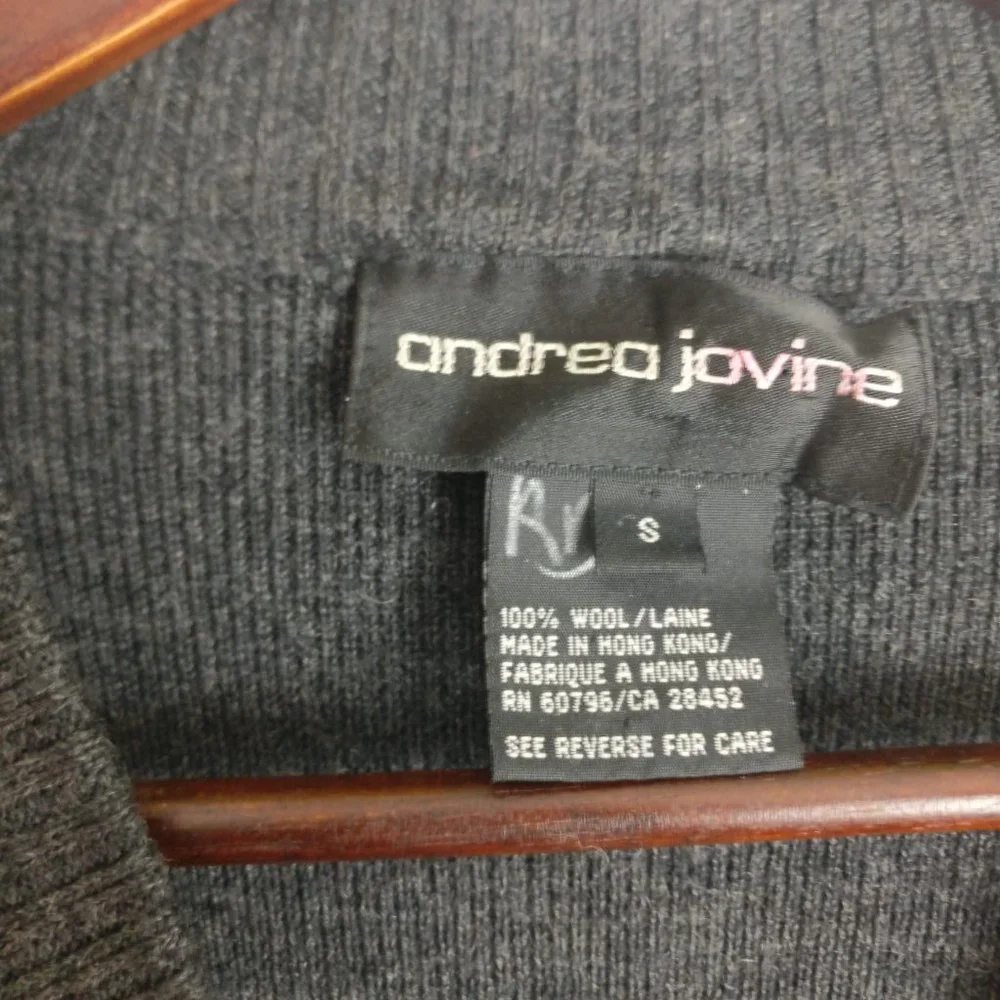 andrea jovine
S
100% WOOL/LAINE
MADE IN HONG KONG/
FABRIQUE A HONG KONG
RN 60796/CA 28452
SEE REVERSE FOR CARE